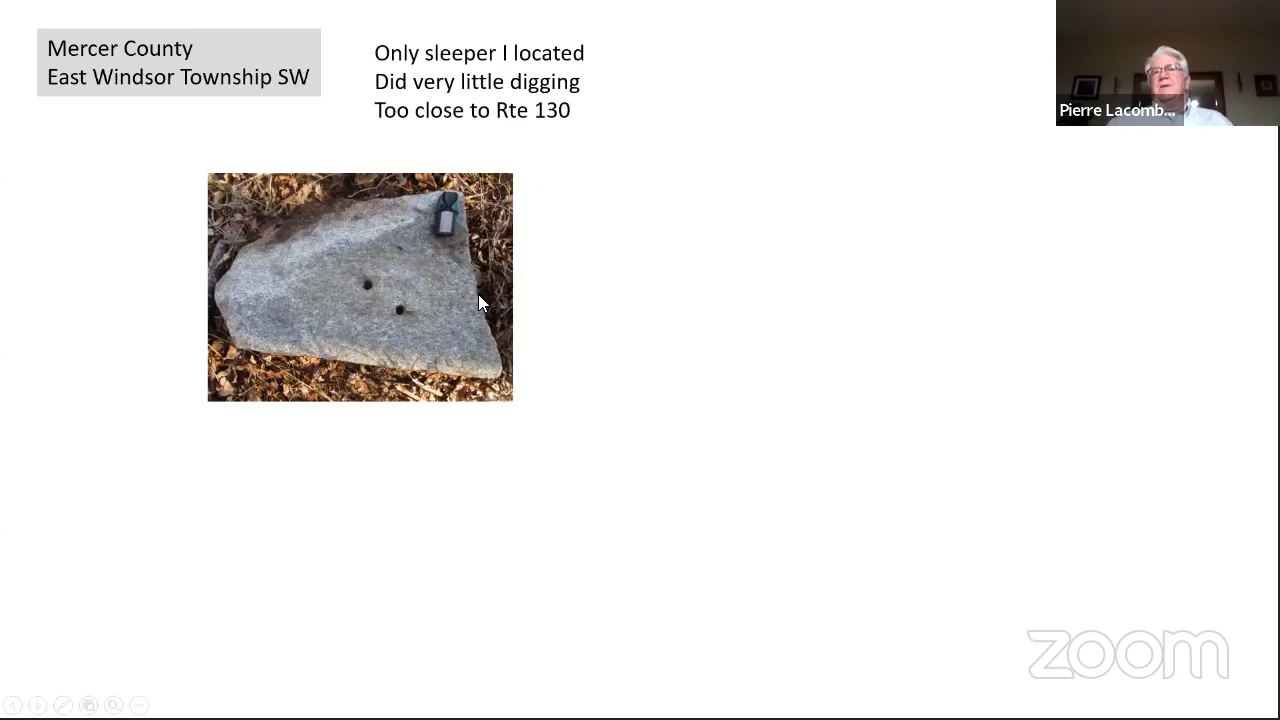 Mercer County
East Windsor Township SW
Only sleeper I located
Did very little digging
Too close to Rte 130
Pierre Lacomb...
zoom